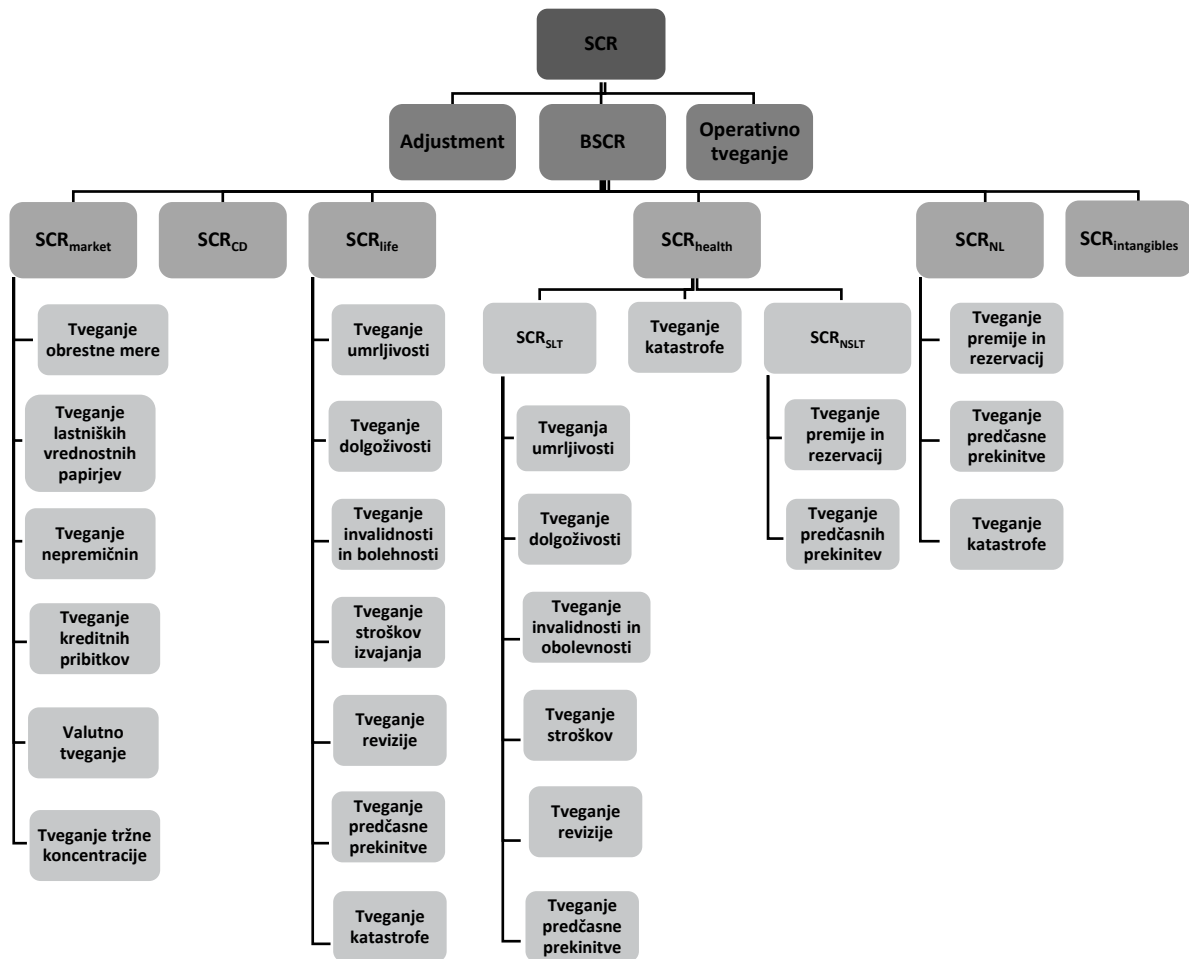 SCR
Adjustment
BSCR
Operativno
tveganje
SCRmarket
SCRCD
SCRlife
SCRhealth
SCRNL
SCRintangibles
Tveganje
obrestne mere
Tveganje
lastniških
vrednostnih
papirjev
Tveganje
nepremičnin
Tveganje
kreditnih
pribitkov
Valutno
tveganje
Tveganje tržne
koncentracije
Tveganje
umrljivosti
Tveganje
dolgoživosti
Tveganje
invalidnosti
in bolehnosti
Tveganje
stroškov
izvajanja
Tveganje
revizije
Tveganje
predčasne
prekinitve
Tveganje
katastrofe
SCRSLT
Tveganja
umrljivosti
Tveganje
dolgoživosti
Tveganje
invalidnosti in
obolevnosti
Tveganje
stroškov
Tveganje
revizije
Tveganje
predčasne
prekinitve
Tveganje
katastrofe
SCRNSLT
Tveganje
premije in
rezervacij
Tveganje
predčasnih
prekinitev
Tveganje
premije in
rezervacij
Tveganje
predčasne
prekinitve
Tveganje
katastrofe